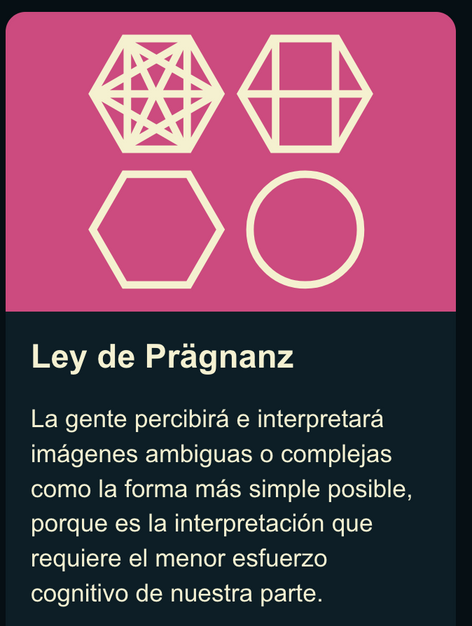 Ley de Prägnanz
La gente percibirá e interpretará
imágenes ambiguas o complejas
como la forma más simple posible,
porque es la interpretación que
requiere el menor esfuerzo
cognitivo de nuestra parte.